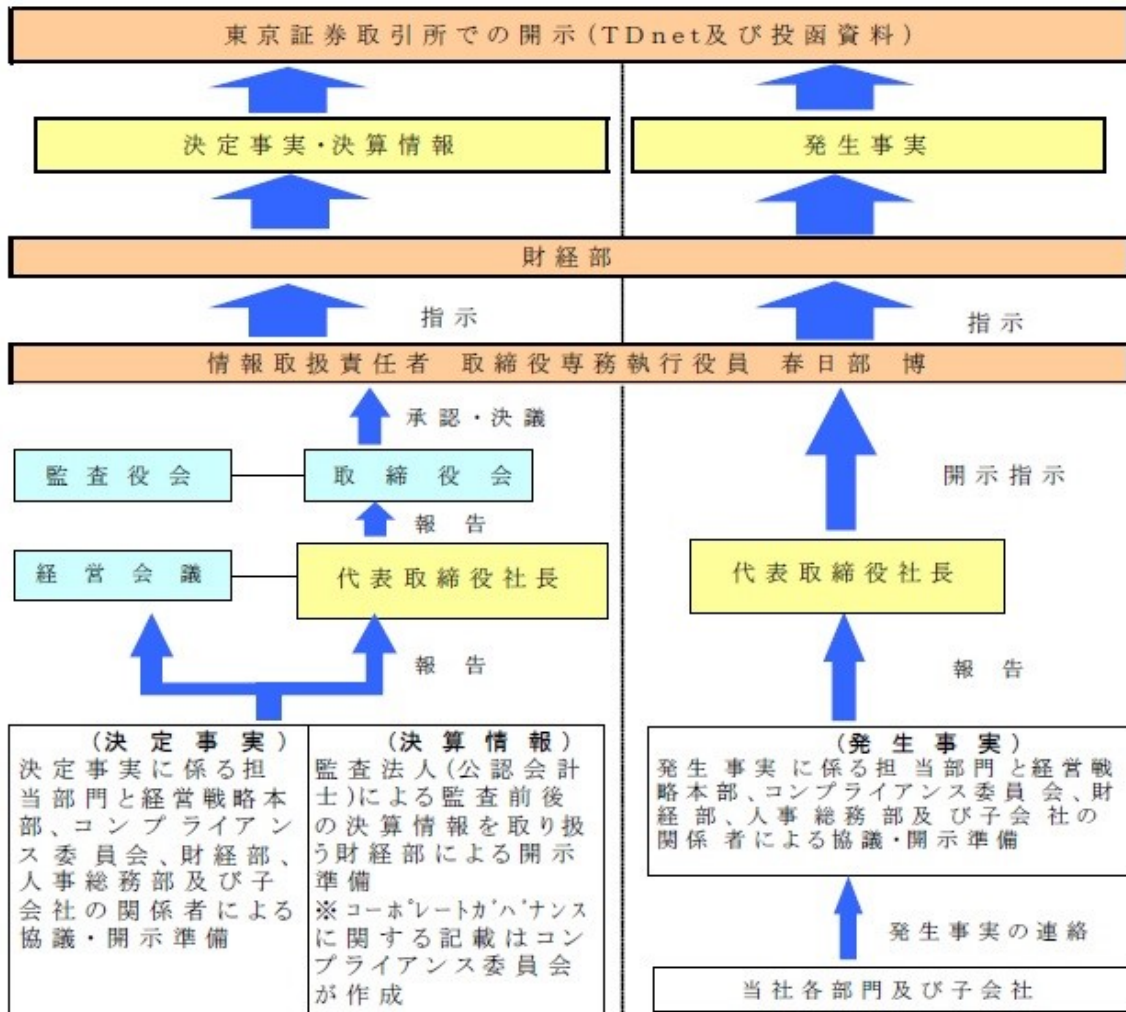 東京証券取引所での開示(TDnet及び投函資料)
決定事実・決算情報
発生事実
財経部
指示
指示
情報取扱責任者 取締役専務執行役員 春日部 博
承認・決議
監査役会
取締役会
開示指示
報告
経営会議
代表取締役社長
代表取締役社長
報告
報告
(決定事実)
決定事実に係る担
当部門と経営戦略本
部、コンプライアン
ス委員会、財経部、
人事総務部及び子
会社の関係者による
協議・開示準備
(決算情報)
監査法人(公認会計
士)による監査前後
の決算情報を取り扱
う財経部による開示
準備
※コーポレートガバナンス
に関する記載はコン
プライアンス委員会
が作成
(発生事実)
発生事実に係る担当部門と経営戦
略本部、コンプライアンス委員会、財
経部、人事総務部及び子会社の
関係者による協議・開示準備
発生事実の連絡
当社各部門及び子会社